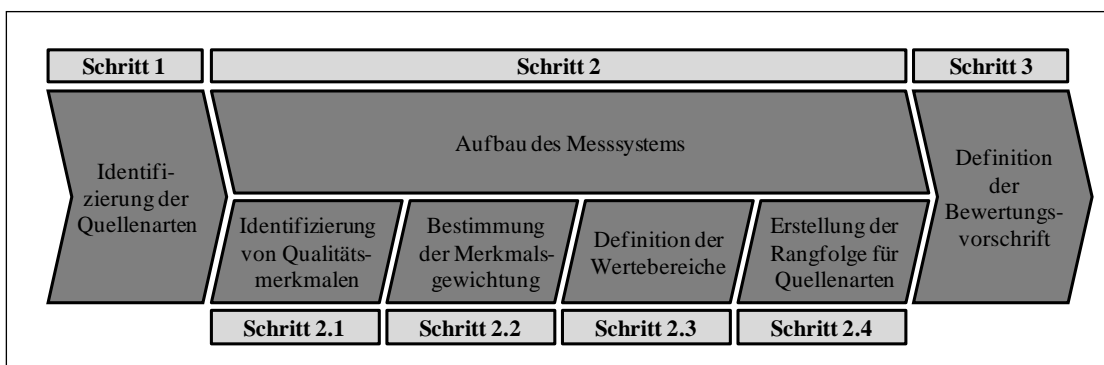 Schritt 1
Schritt 2
Schritt 3
Identifi-
zierung der
Quellenarten
Aufbau des Messsystems
Identifizierung
von Qualitäts-
merkmalen
Bestimmung
der Merkmals-
gewichtung
Definition der
Wertebereiche
Erstellung der
Rangfolge für
Quellenarten
Definition
der
Bewertungs-
vorschrift
Schritt 2.1
Schritt 2.2
Schritt 2.3
Schritt 2.4